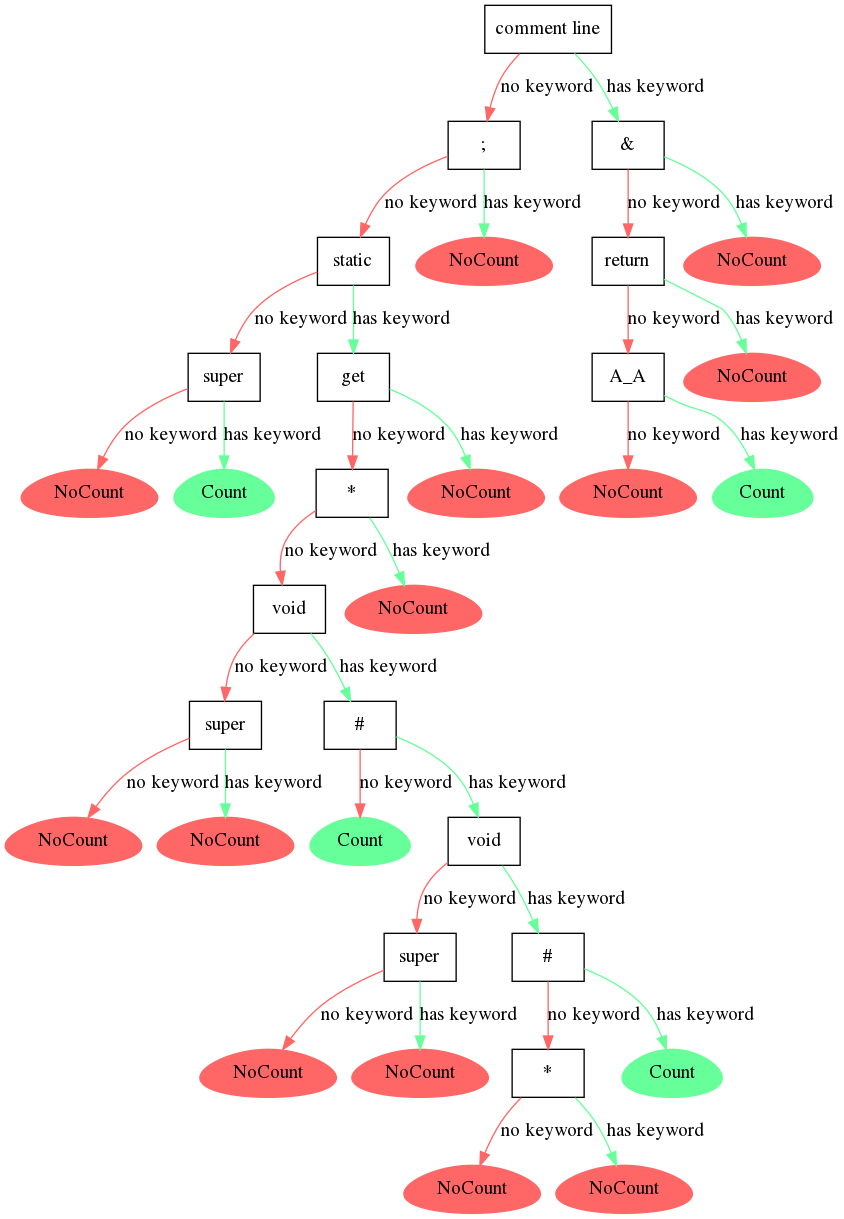 comment line
no keyword has keyword
; &
no keyword has keyword no keyword has keyword
static NoCount return NoCount
no keyword has keyword no keyword has keyword
super get A_A NoCount
no keyword has keyword no keyword has keyword no keyword has keyword
NoCount Count * NoCount NoCount Count
no keyword has keyword
void NoCount
no keyword has keyword
super #
no keyword has keyword no keyword has keyword
NoCount NoCount Count void
no keyword has keyword
super #
no keyword has keyword no keyword has keyword
NoCount NoCount * Count
no keyword has keyword
NoCount NoCount